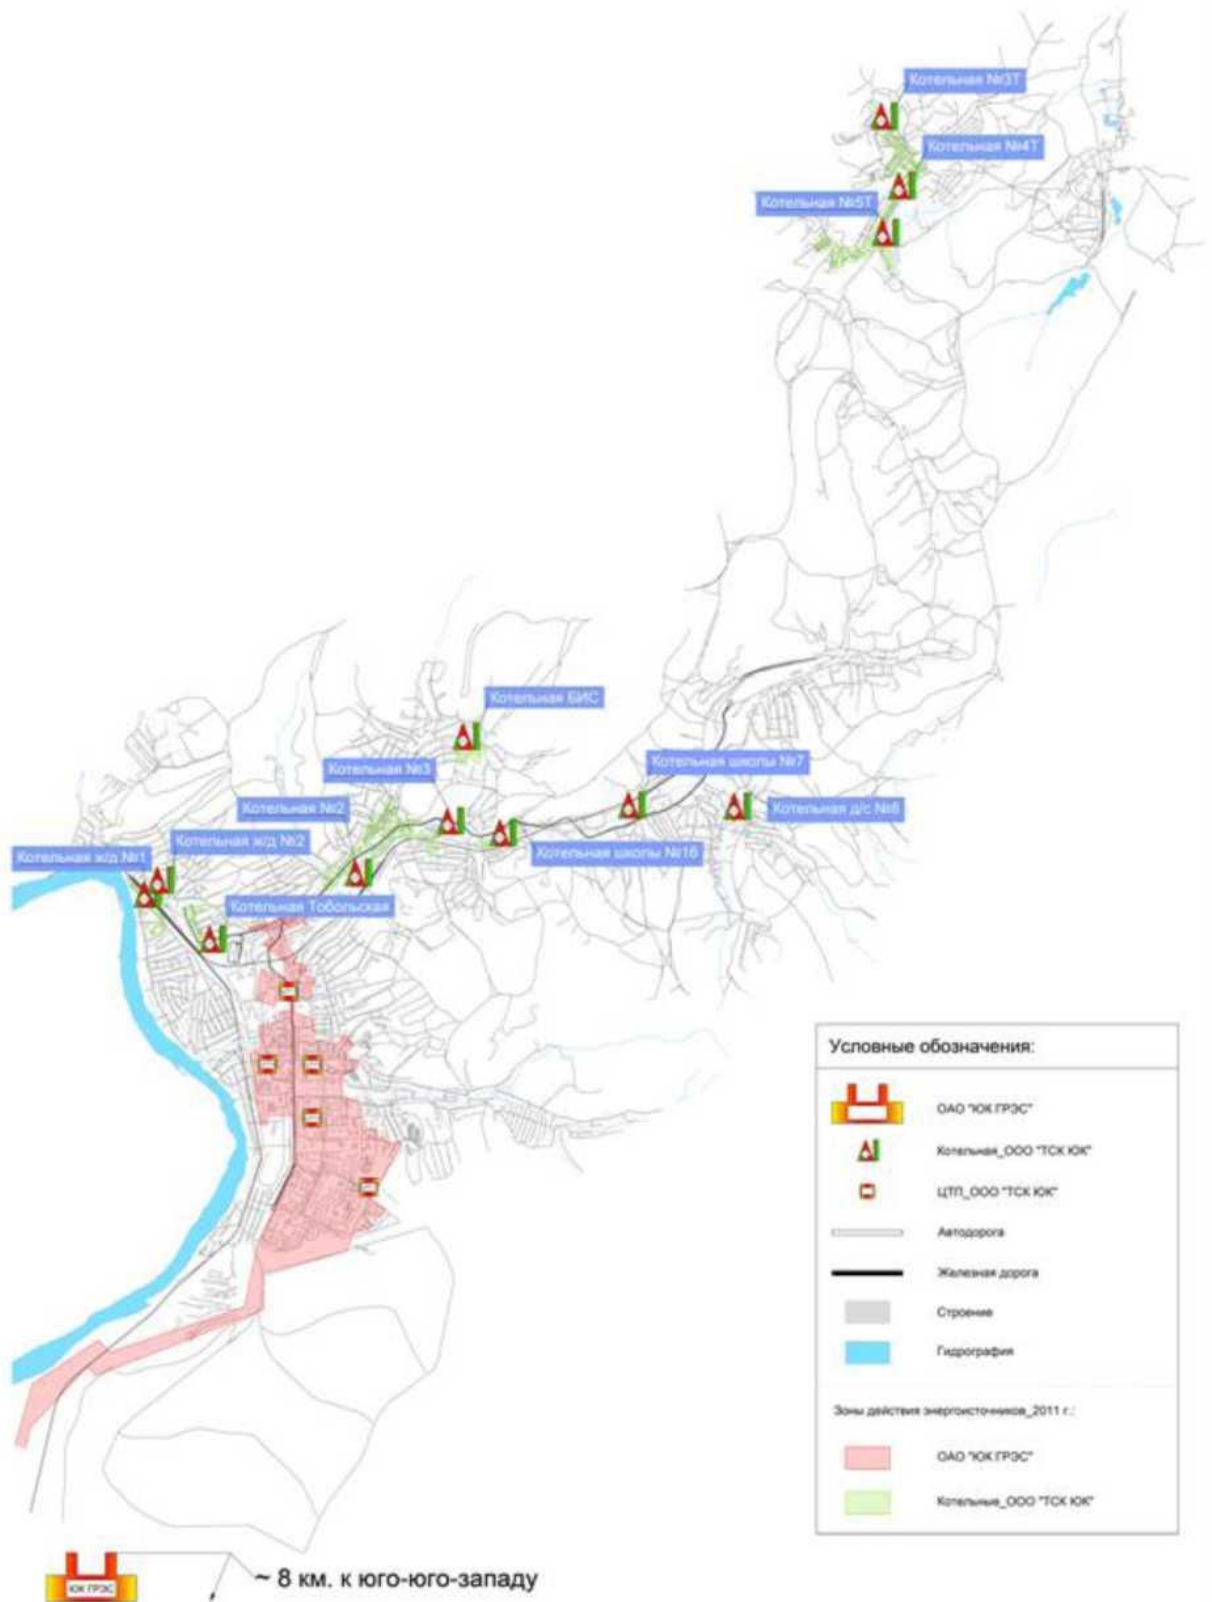 Котельная №3Т
Котельная №4Т
Котельная №5Т
Котельная БИС
Котельная №3
Котельная школы №7
Котельная №2
Котельная д/с №6
Котельная ж/д №2
Котельная ж/д №1
Котельная школы №16
Котельная Тобольская
Условные обозначения:
ОАО "ЮК ГРЭС"
Котельная_ООО "ТСК ЮК"
ЦТП_ООО "ТСК ЮК"
Автодорога
Железная дорога
Строение
Гидрография
Зоны действия энергоисточников_2011 г.:
ОАО "ЮК ГРЭС"
Котельные_ООО "ТСК ЮК"
~ 8 км. к юго-юго-западу
ЮК ГРЭС